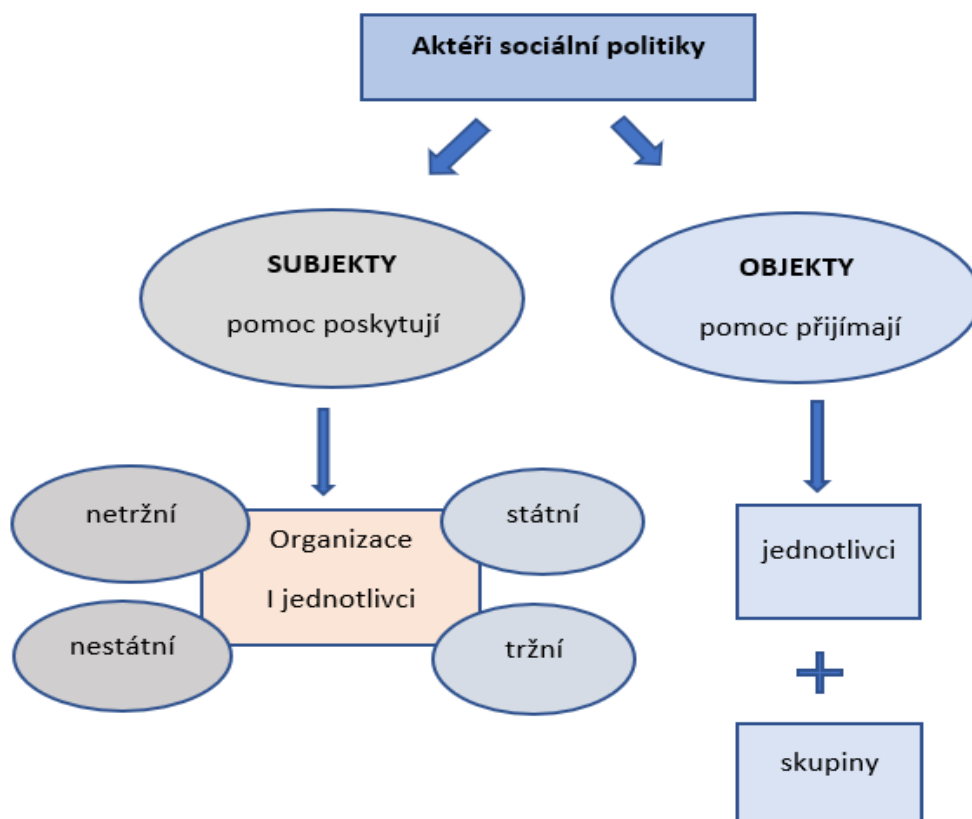 Aktéři sociální politiky
SUBJEKTY
pomoc poskytují
OBJEKTY
pomoc přijímají
netržní
státní
Organizace
I jednotlivci
nestátní
tržní
jednotlivci
skupiny